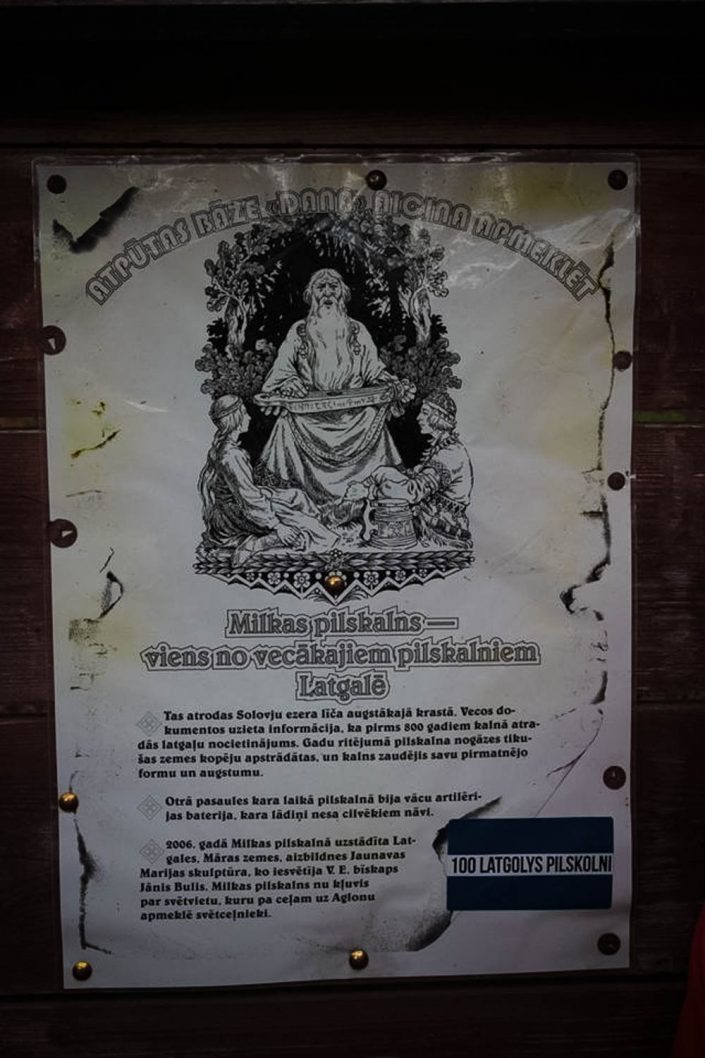 ATPŪTAS BĀZE «DANA» AICINA APMEKLĒT
Milkas pilskalns —
viens no vecākajiem pilskalniem
Latgalē
Tas atrodas Solovju ezera līča augstākajā krastā. Vecos do-
kumentos uzieta informācija, ka pirms 800 gadiem kalnā atra-
dās latgaļu nocietinājums. Gadu ritējumā pilskalna nogāzes tiku-
šas zemes kopēju apstrādātas, un kalns zaudējis savu pirmatnējo
formu un augstumu.
Otrā pasaules kara laikā pilskalnā bija vācu artilēri-
jas baterija, kara lādiņi nesa cilvēkiem nāvi.
2006. gadā Milkas pilskalnā uzstādīta Lat-
gales, Māras zemes, aizbildnes Jaunavas
Marijas skulptūra, ko iesvētīja V. E. bīskaps
Jānis Bulis. Milkas pilskalns nu kļuvis
par svētvietu, kuru pa ceļam uz Aglonu
apmeklē svētceļnieki.
100 LATGOLYS PILSKOLNI